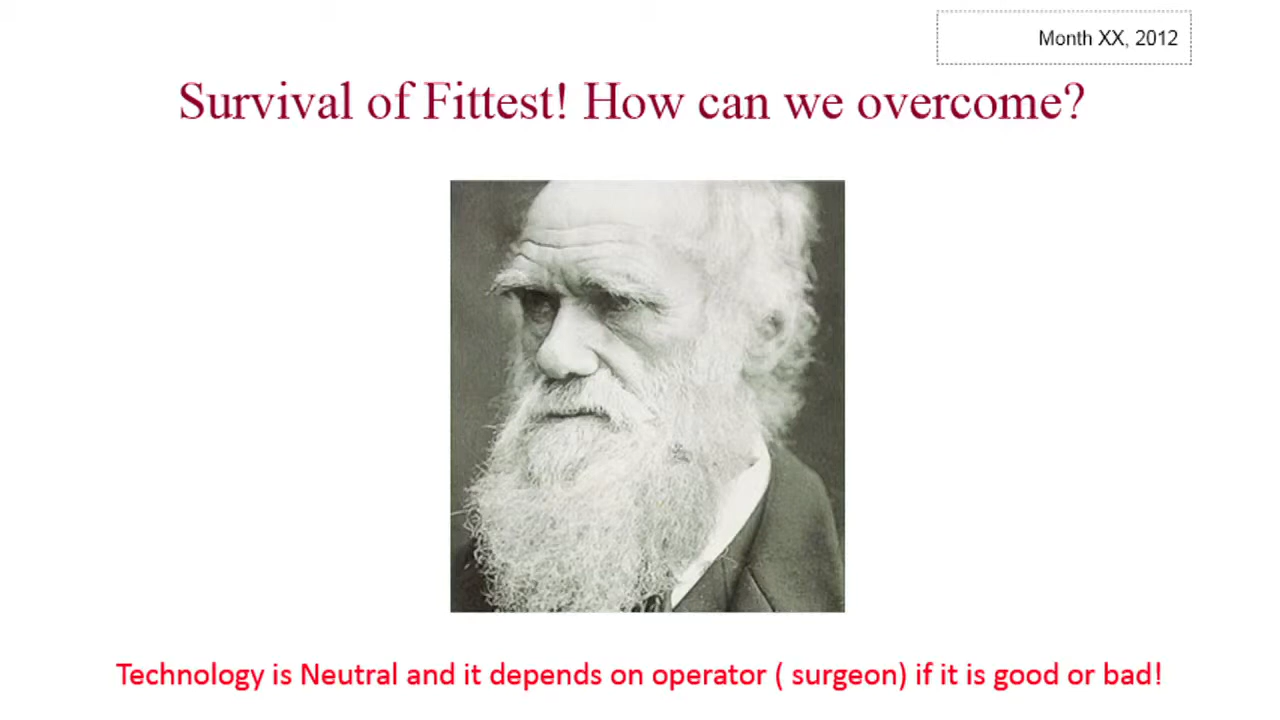 Month XX, 2012
Survival of Fittest! How can we overcome?
Technology is Neutral and it depends on operator ( surgeon) if it is good or bad!